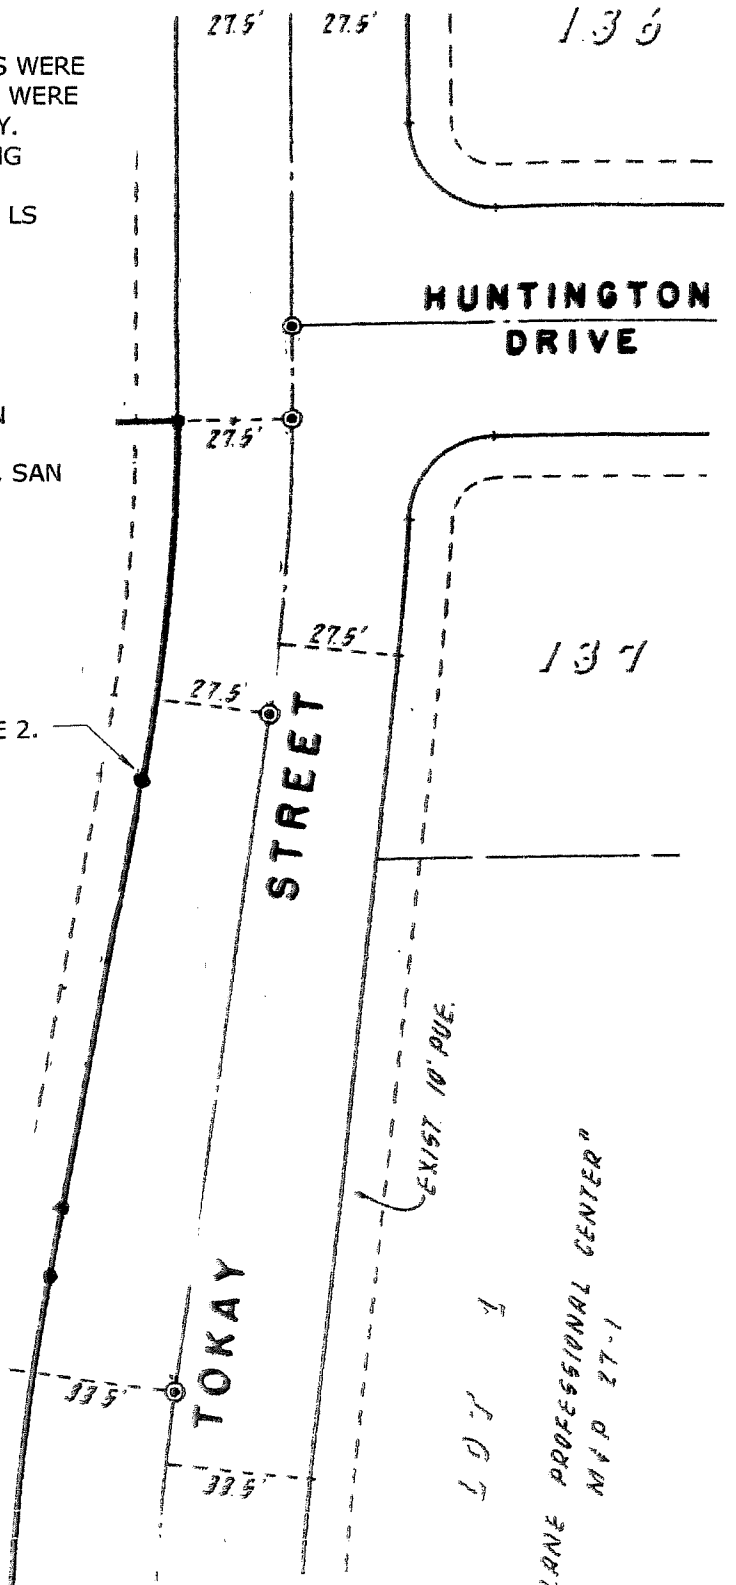 27.5'
27.5'
136
S WERE
WERE
Y.
NG
LS
HUNTINGTON
DRIVE
N
27.5'
SAN
27.5'
137
27.5'
E 2.
STREET
EXIST. 10' PUE.
TOKAY
33.5'
33.5'
LOT 1
LANE PROFESSIONAL CENTER"
M & P 27-1